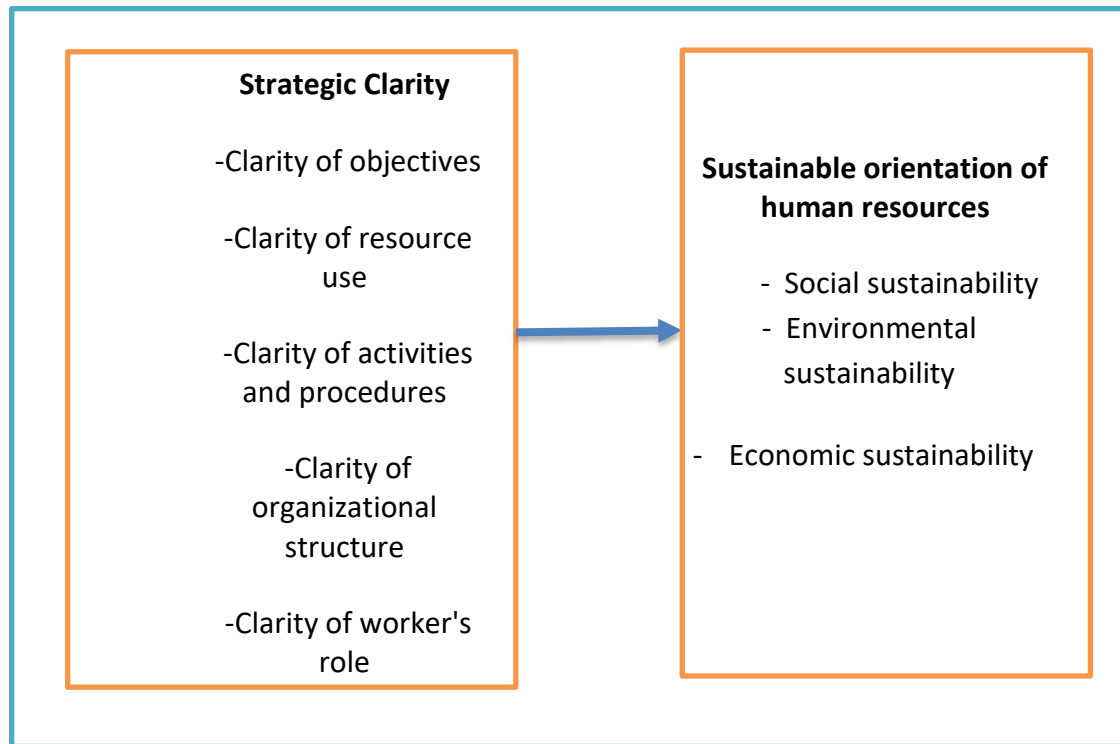 Strategic Clarity
-Clarity of objectives
-Clarity of resource
use
-Clarity of activities
and procedures
-Clarity of
organizational
structure
-Clarity of worker's
role
Sustainable orientation of
human resources
- Social sustainability
- Environmental
sustainability
- Economic sustainability